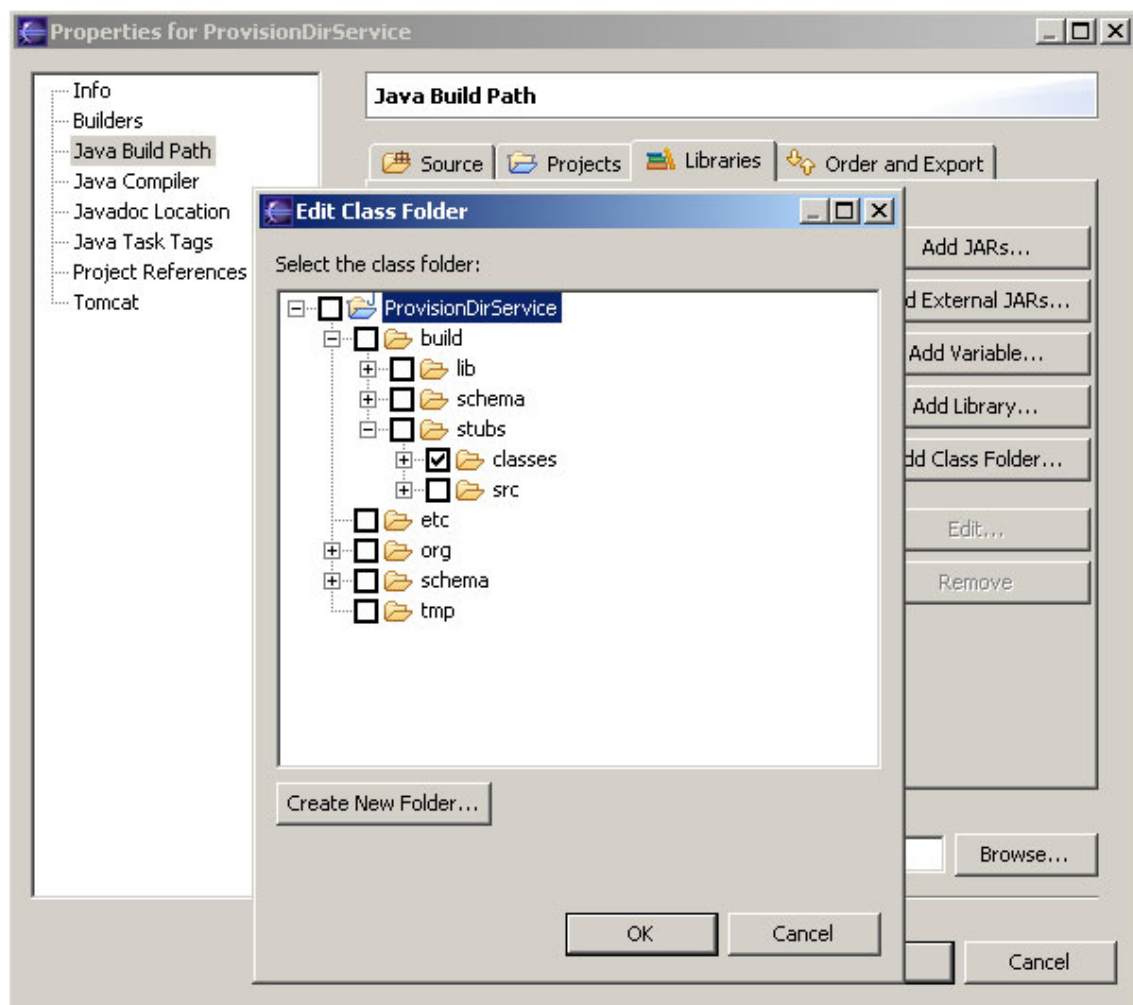 Properties for ProvisionDirService
Info
Builders
Java Build Path
Java Compiler
Javadoc Location
Java Task Tags
Project References
Tomcat
Java Build Path
Source Projects Libraries Order and Export
Edit Class Folder
Select the class folder:
ProvisionDirService
build
lib
schema
stubs
classes
src
etc
org
schema
tmp
Create New Folder...
OK Cancel
Add JARs...
d External JARs...
Add Variable...
Add Library...
dd Class Folder...
Edit...
Remove
Browse...
Cancel